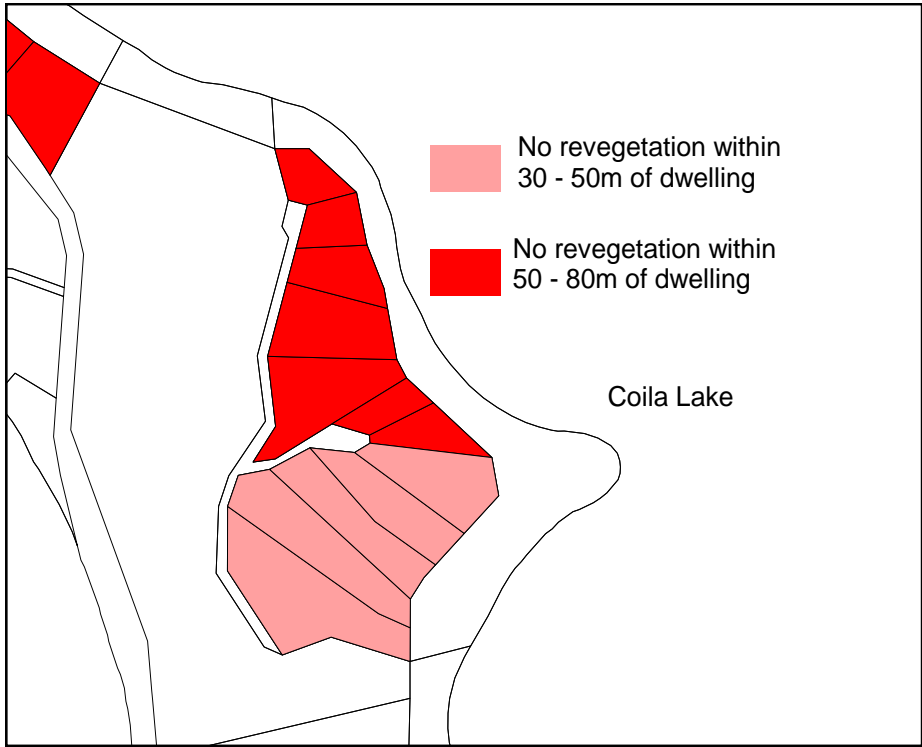 No revegetation within
30 - 50m of dwelling
No revegetation within
50 - 80m of dwelling
Coila Lake